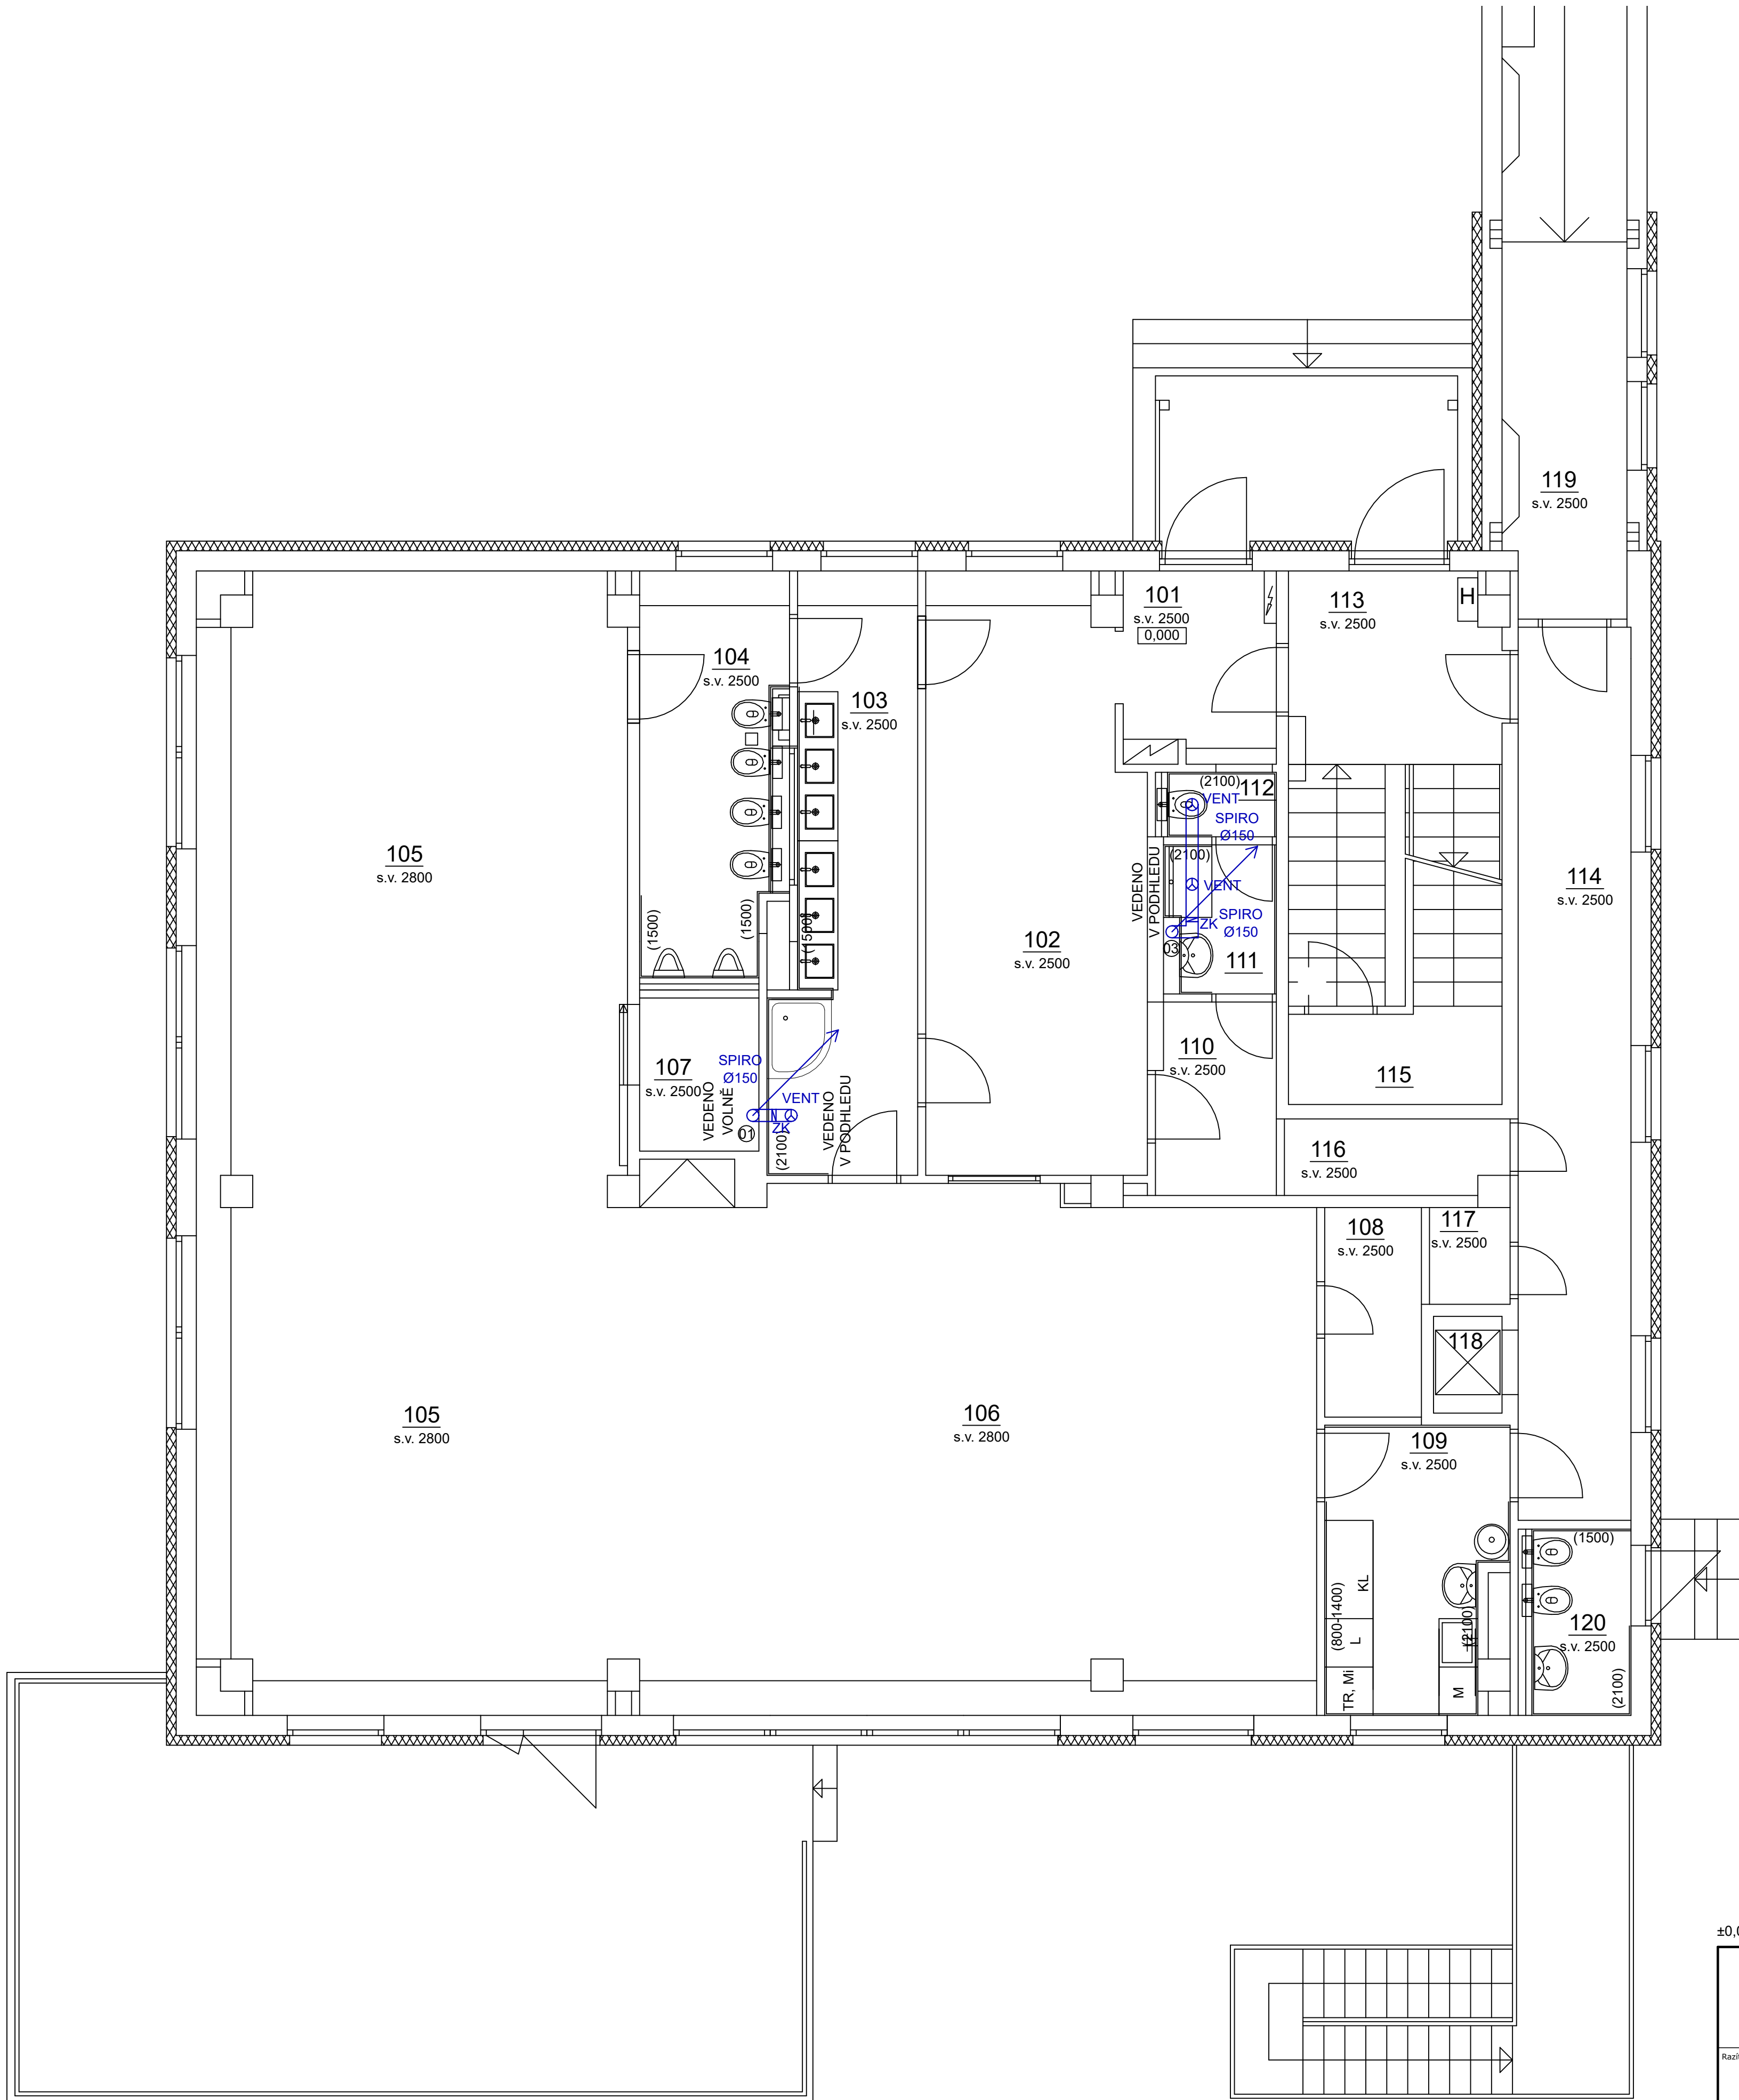 119
s.v. 2500
101
s.v. 2500
0,000
113
s.v. 2500
H
104
s.v. 2500
103
s.v. 2500
(2100)
112
VENT
SPIRO
Ø150
105
s.v. 2800
(2100)
VENT
VEDENO
V PODHLEDU
114
s.v. 2500
(1500)
(1500)
(1500)
SPIRO
Ø150
ZK
03
111
102
s.v. 2500
110
s.v. 2500
115
107
s.v. 2500
SPIRO
Ø150
VEDENO
VOLNĚ
VENT
ZK
01
(2100)
VEDENO
V PODHLEDU
116
s.v. 2500
108
s.v. 2500
117
s.v. 2500
118
105
s.v. 2800
106
s.v. 2800
109
s.v. 2500
(800-1400)
KL
L
TR, Mi
(2100)
M
(1500)
120
s.v. 2500
(2100)